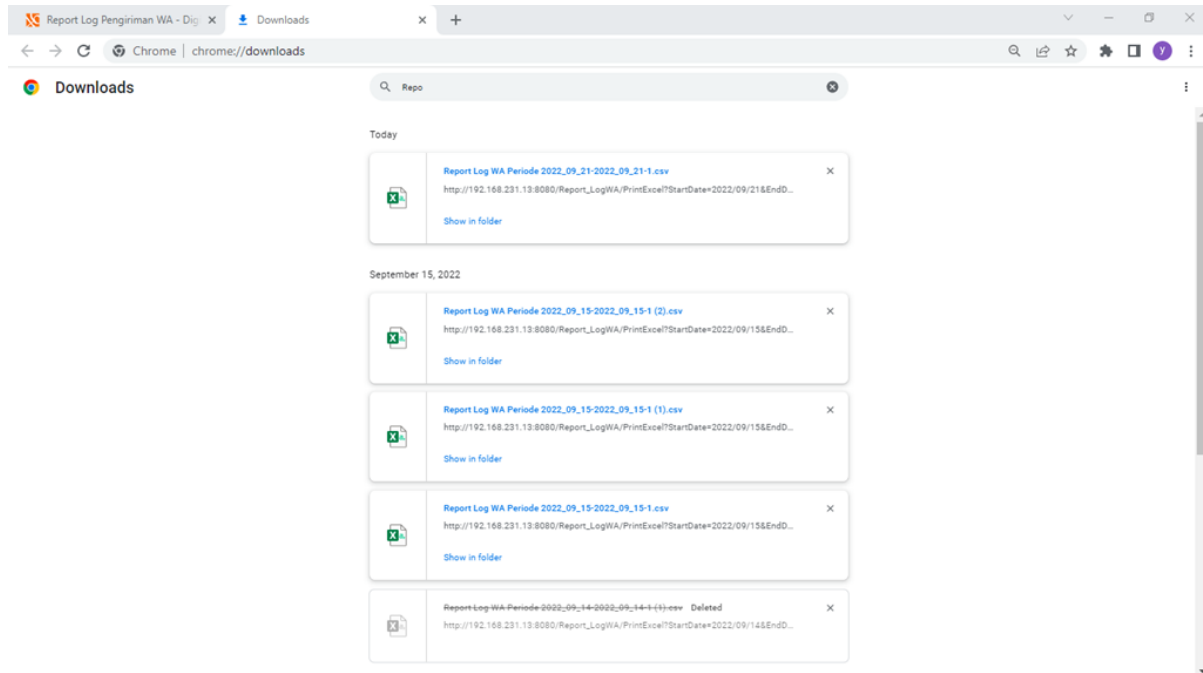 Report Log Pengiriman WA - Dig
Downloads
Chrome | chrome://downloads
y
Downloads
Repo
Today
Report Log WA Periode 2022_09_21-2022_09_21-1.csv
http://192.168.231.13:8080/Report_LogWA/PrintExcel?StartDate=2022/09/21&EndD...
Show in folder
September 15, 2022
Report Log WA Periode 2022_09_15-2022_09_15-1 (2).csv
http://192.168.231.13:8080/Report_LogWA/PrintExcel?StartDate=2022/09/15&EndD...
Show in folder
Report Log WA Periode 2022_09_15-2022_09_15-1 (1).csv
http://192.168.231.13:8080/Report_LogWA/PrintExcel?StartDate=2022/09/15&EndD...
Show in folder
Report Log WA Periode 2022_09_15-2022_09_15-1.csv
http://192.168.231.13:8080/Report_LogWA/PrintExcel?StartDate=2022/09/15&EndD...
Show in folder
Report Log WA Periode 2022_09_14-2022_09_14-1 (1).csv Deleted
http://192.168.231.13:8080/Report_LogWA/PrintExcel?StartDate=2022/09/14&EndD...